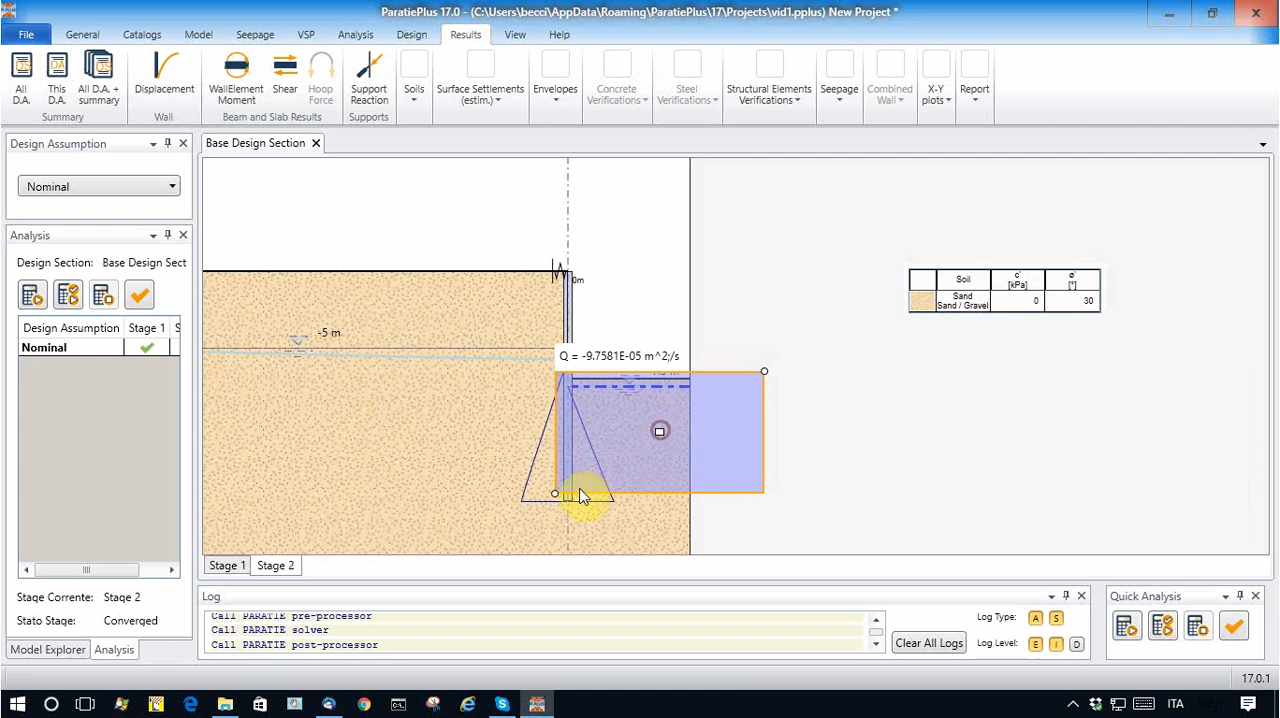 ParatiePlus 17.0 - (C:\Users\becci\AppData\Roaming\ParatiePlus\17\Projects\vid1.pplus) New Project *
File General Catalogs Model Seepage VSP Analysis Design Results View Help
All D.A.
This D.A.
All D.A. + summary
Displacement
WallElement Moment
Shear
Hoop Force
Support Reaction
Soils
Surface Settlements (estim.)
Envelopes
Concrete Verifications
Steel Verifications
Structural Elements Verifications
Seepage
Combined Wall
X-Y plots
Report
Summary
Wall
Beam and Slab Results
Supports
Design Assumption
Nominal
Analysis
Design Section: Base Design Sect
Design Assumption Stage 1 S
Nominal
Stage Corrente: Stage 2
Stato Stage: Converged
Model Explorer Analysis
Base Design Section
0m
-5 m
Q = -9.7581E-05 m^2;/s
Soil c' [kPa] ø' [°]
Sand
Sand / Gravel 0 30
Stage 1 Stage 2
Log
Call PARATIE pre-processor
Call PARATIE solver
Call PARATIE post-processor
Clear All Logs
Log Type: A S
Log Level: E I D
Quick Analysis
17.0.1
ITA